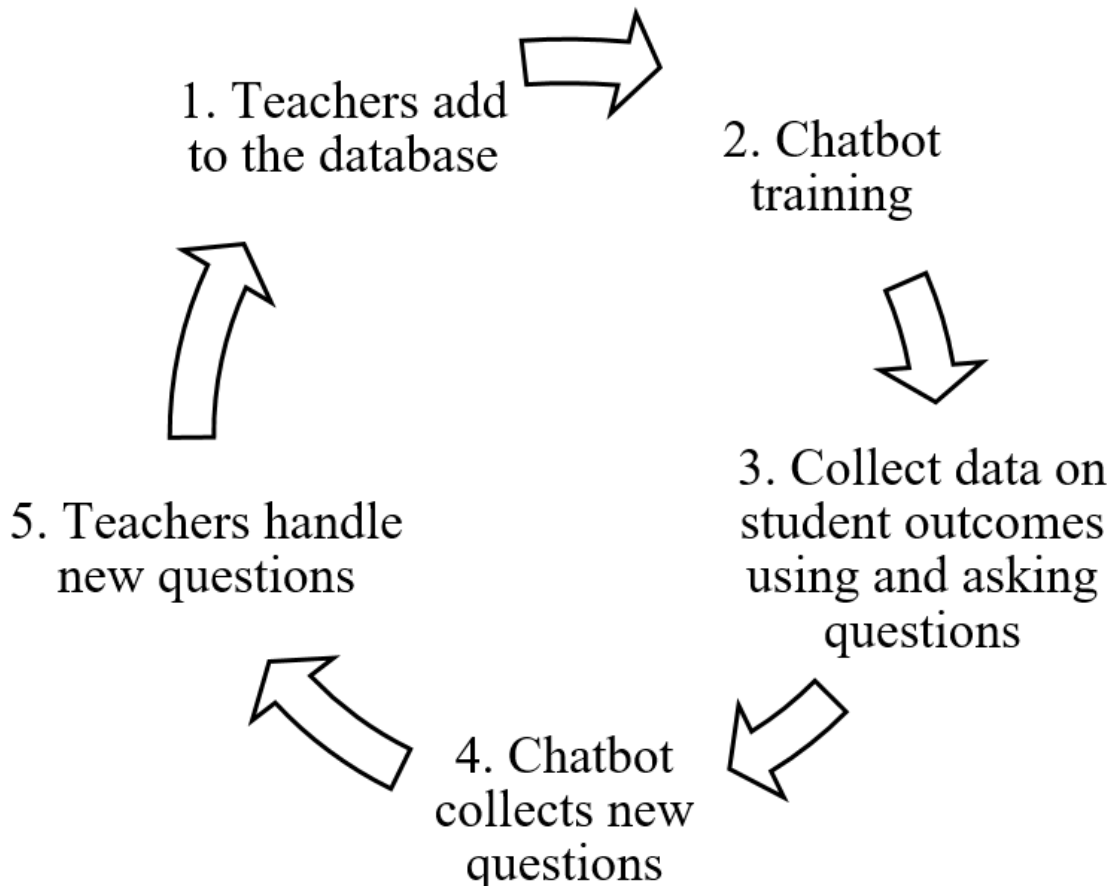 1. Teachers add
to the database
2. Chatbot
training
3. Collect data on
student outcomes
using and asking
questions
4. Chatbot
collects new
questions
5. Teachers handle
new questions